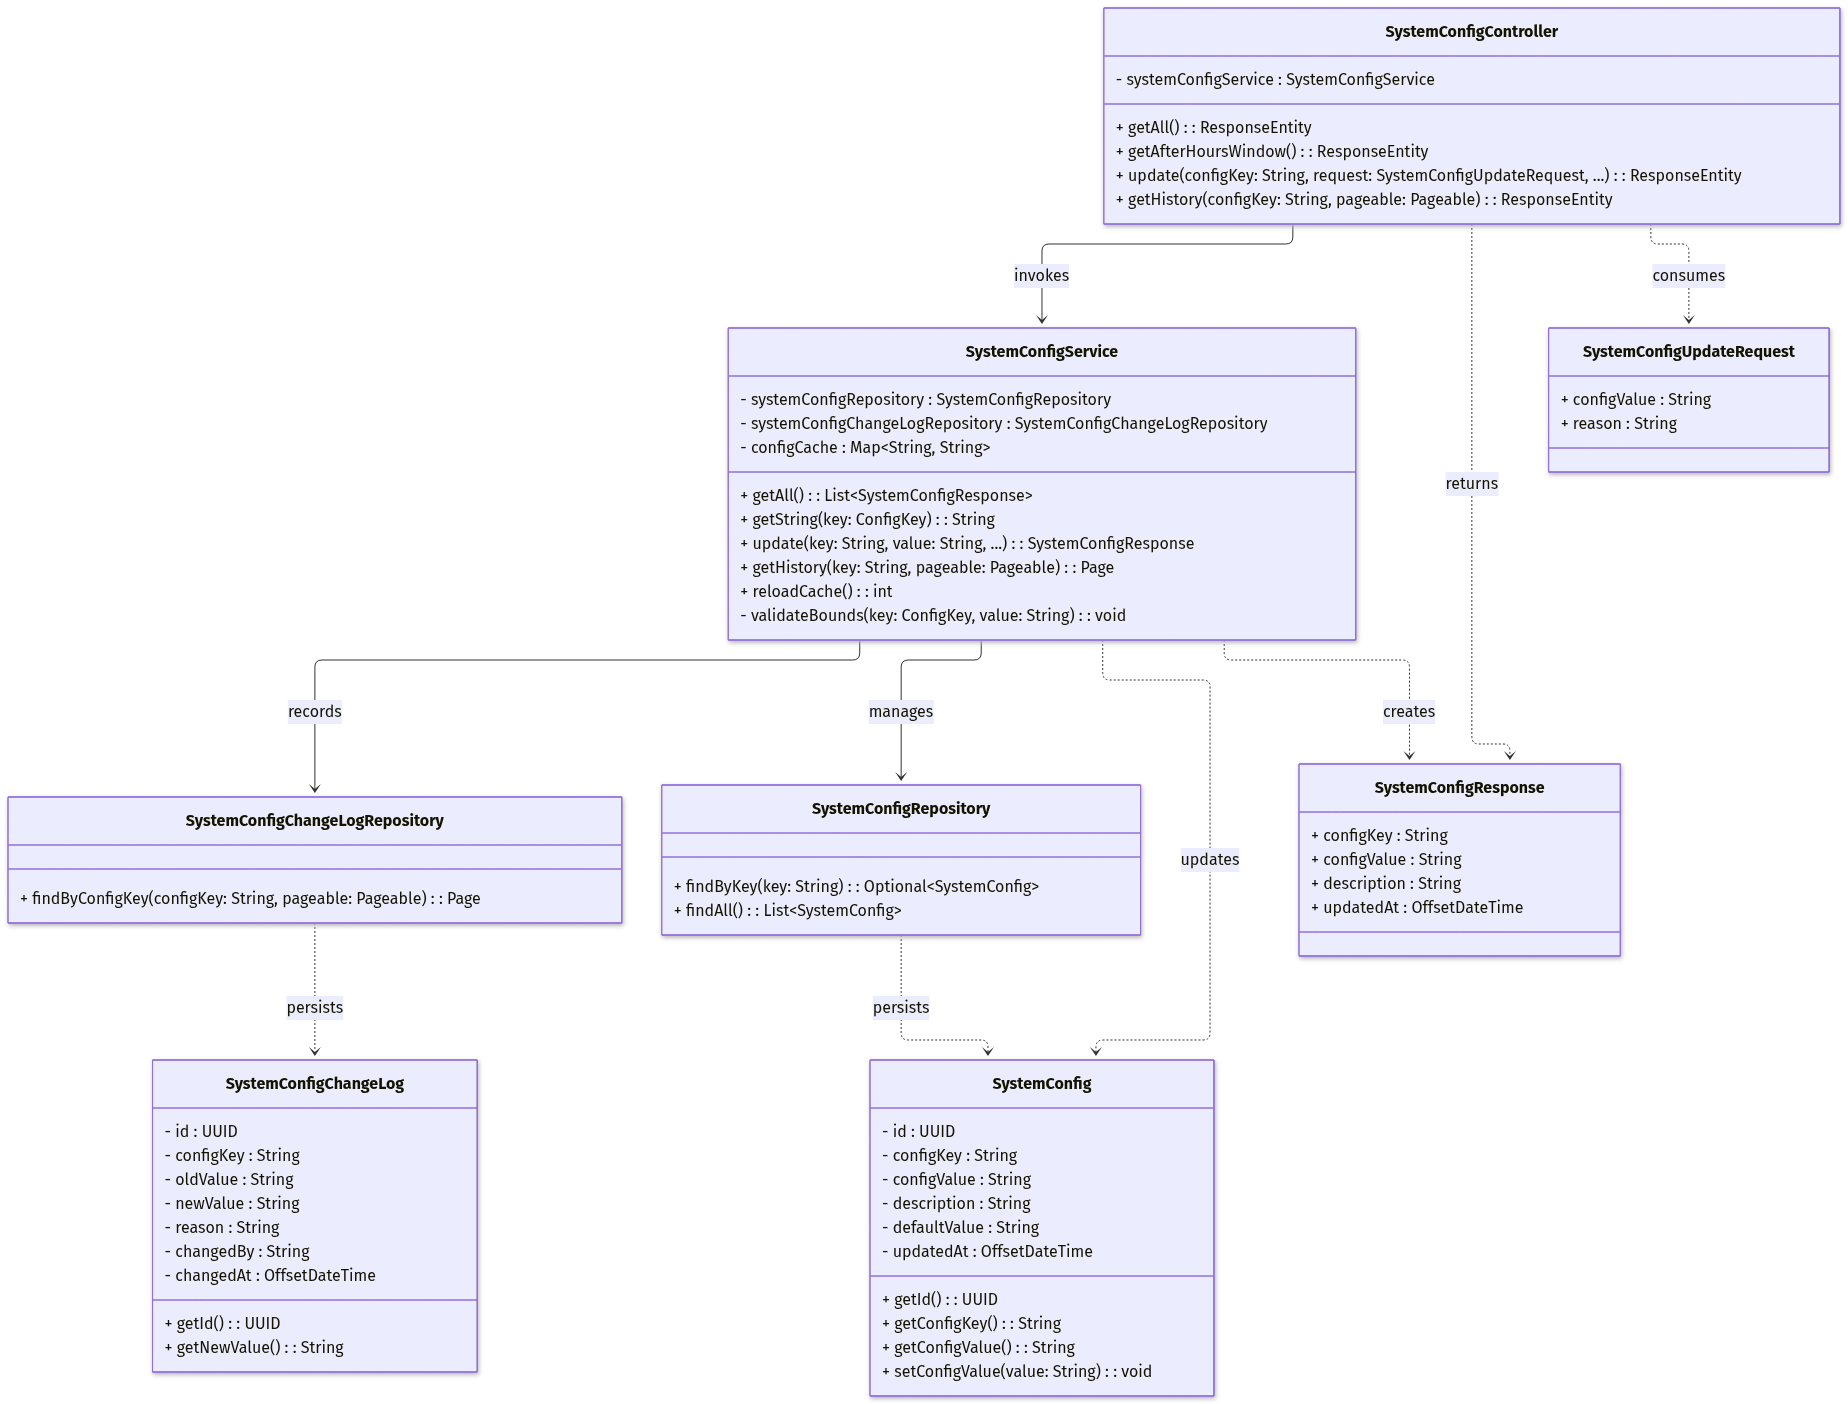 SystemConfigController
- systemConfigService : SystemConfigService
+ getAll() : : ResponseEntity
+ getAfterHoursWindow() : : ResponseEntity
+ update(configKey: String, request: SystemConfigUpdateRequest, ...) : : ResponseEntity
+ getHistory(configKey: String, pageable: Pageable) : : ResponseEntity
invokes
consumes
SystemConfigService
- systemConfigRepository : SystemConfigRepository
- systemConfigChangeLogRepository : SystemConfigChangeLogRepository
- configCache : Map<String, String>
+ getAll() : : List<SystemConfigResponse>
+ getString(key: ConfigKey) : : String
+ update(key: String, value: String, ...) : : SystemConfigResponse
+ getHistory(key: String, pageable: Pageable) : : Page
+ reloadCache() : : int
- validateBounds(key: ConfigKey, value: String) : : void
SystemConfigUpdateRequest
+ configValue : String
+ reason : String
returns
records
manages
creates
updates
SystemConfigChangeLogRepository
+ findByConfigKey(configKey: String, pageable: Pageable) : : Page
SystemConfigRepository
+ findByKey(key: String) : : Optional<SystemConfig>
+ findAll() : : List<SystemConfig>
SystemConfigResponse
+ configKey : String
+ configValue : String
+ description : String
+ updatedAt : OffsetDateTime
persists
persists
SystemConfigChangeLog
- id : UUID
- configKey : String
- oldValue : String
- newValue : String
- reason : String
- changedBy : String
- changedAt : OffsetDateTime
+ getId() : : UUID
+ getNewValue() : : String
SystemConfig
- id : UUID
- configKey : String
- configValue : String
- description : String
- defaultValue : String
- updatedAt : OffsetDateTime
+ getId() : : UUID
+ getConfigKey() : : String
+ getConfigValue() : : String
+ setConfigValue(value: String) : : void